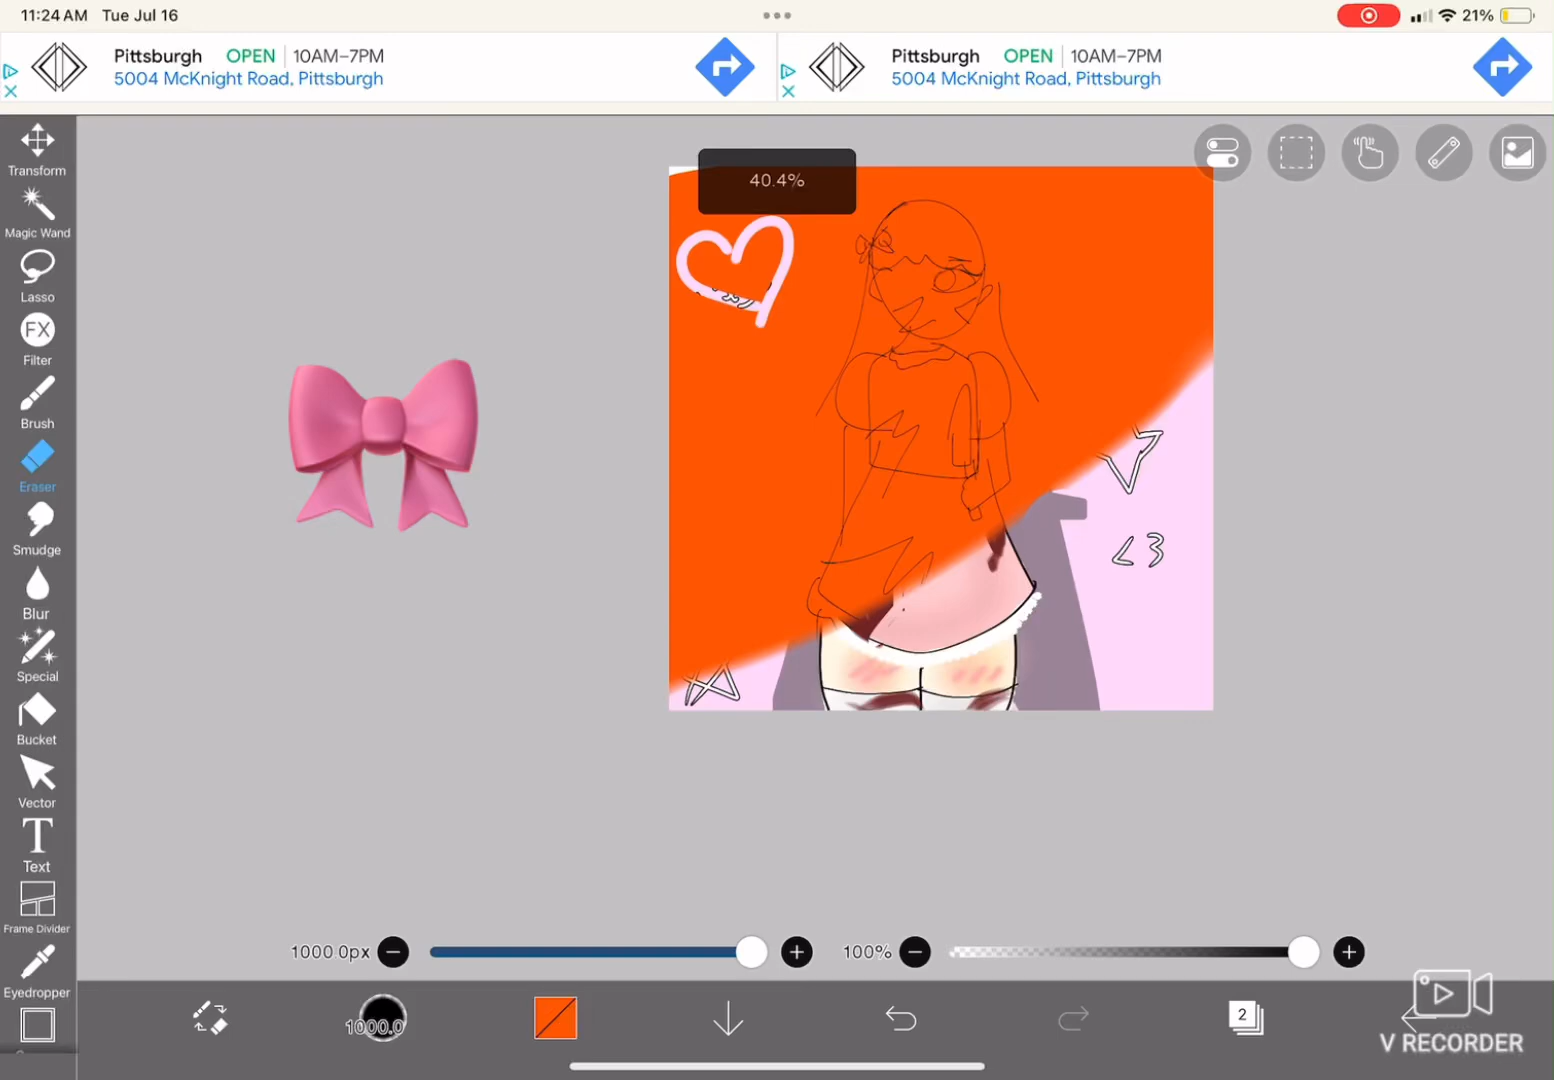 11:24 AM Tue Jul 16
21%
Pittsburgh OPEN 10AM–7PM
5004 McKnight Road, Pittsburgh
Pittsburgh OPEN 10AM–7PM
5004 McKnight Road, Pittsburgh
Transform
Magic Wand
Lasso
FX
Filter
Brush
Eraser
Smudge
Blur
Special
Bucket
Vector
T
Text
Frame Divider
Eyedropper
40.4%
<3
1000.0px
100%
1000.0
2
V RECORDER